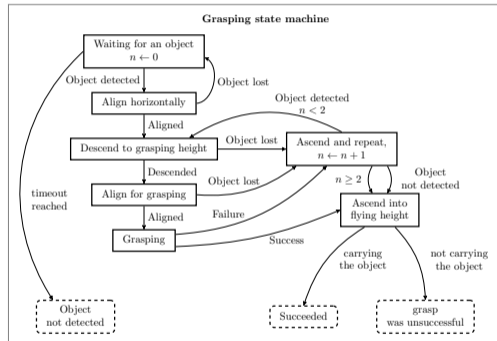 Grasping state machine
Waiting for an object
n ← 0
Object detected
Object lost
Align horizontally
Object detected
n < 2
Aligned
Descend to grasping height
Object lost
Ascend and repeat,
n ← n + 1
Descended
Object lost
n ≥ 2
Object
not detected
Align for grasping
timeout
reached
Aligned
Failure
Ascend into
flying height
Grasping
Success
carrying
the object
not carrying
the object
Object
not detected
Succeeded
grasp
was unsuccessful